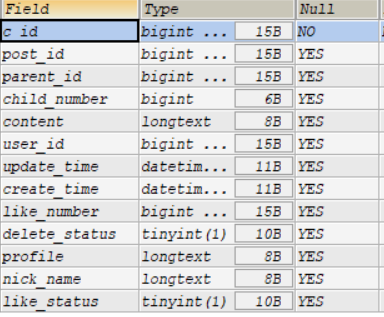 Field Type Null
c_id bigint ... 15B NO
post_id bigint ... 15B YES
parent_id bigint ... 15B YES
child_number bigint 6B YES
content longtext 8B YES
user_id bigint ... 15B YES
update_time datetim... 11B YES
create_time datetim... 11B YES
like_number bigint ... 15B YES
delete_status tinyint(1) 10B YES
profile longtext 8B YES
nick_name longtext 8B YES
like_status tinyint(1) 10B YES